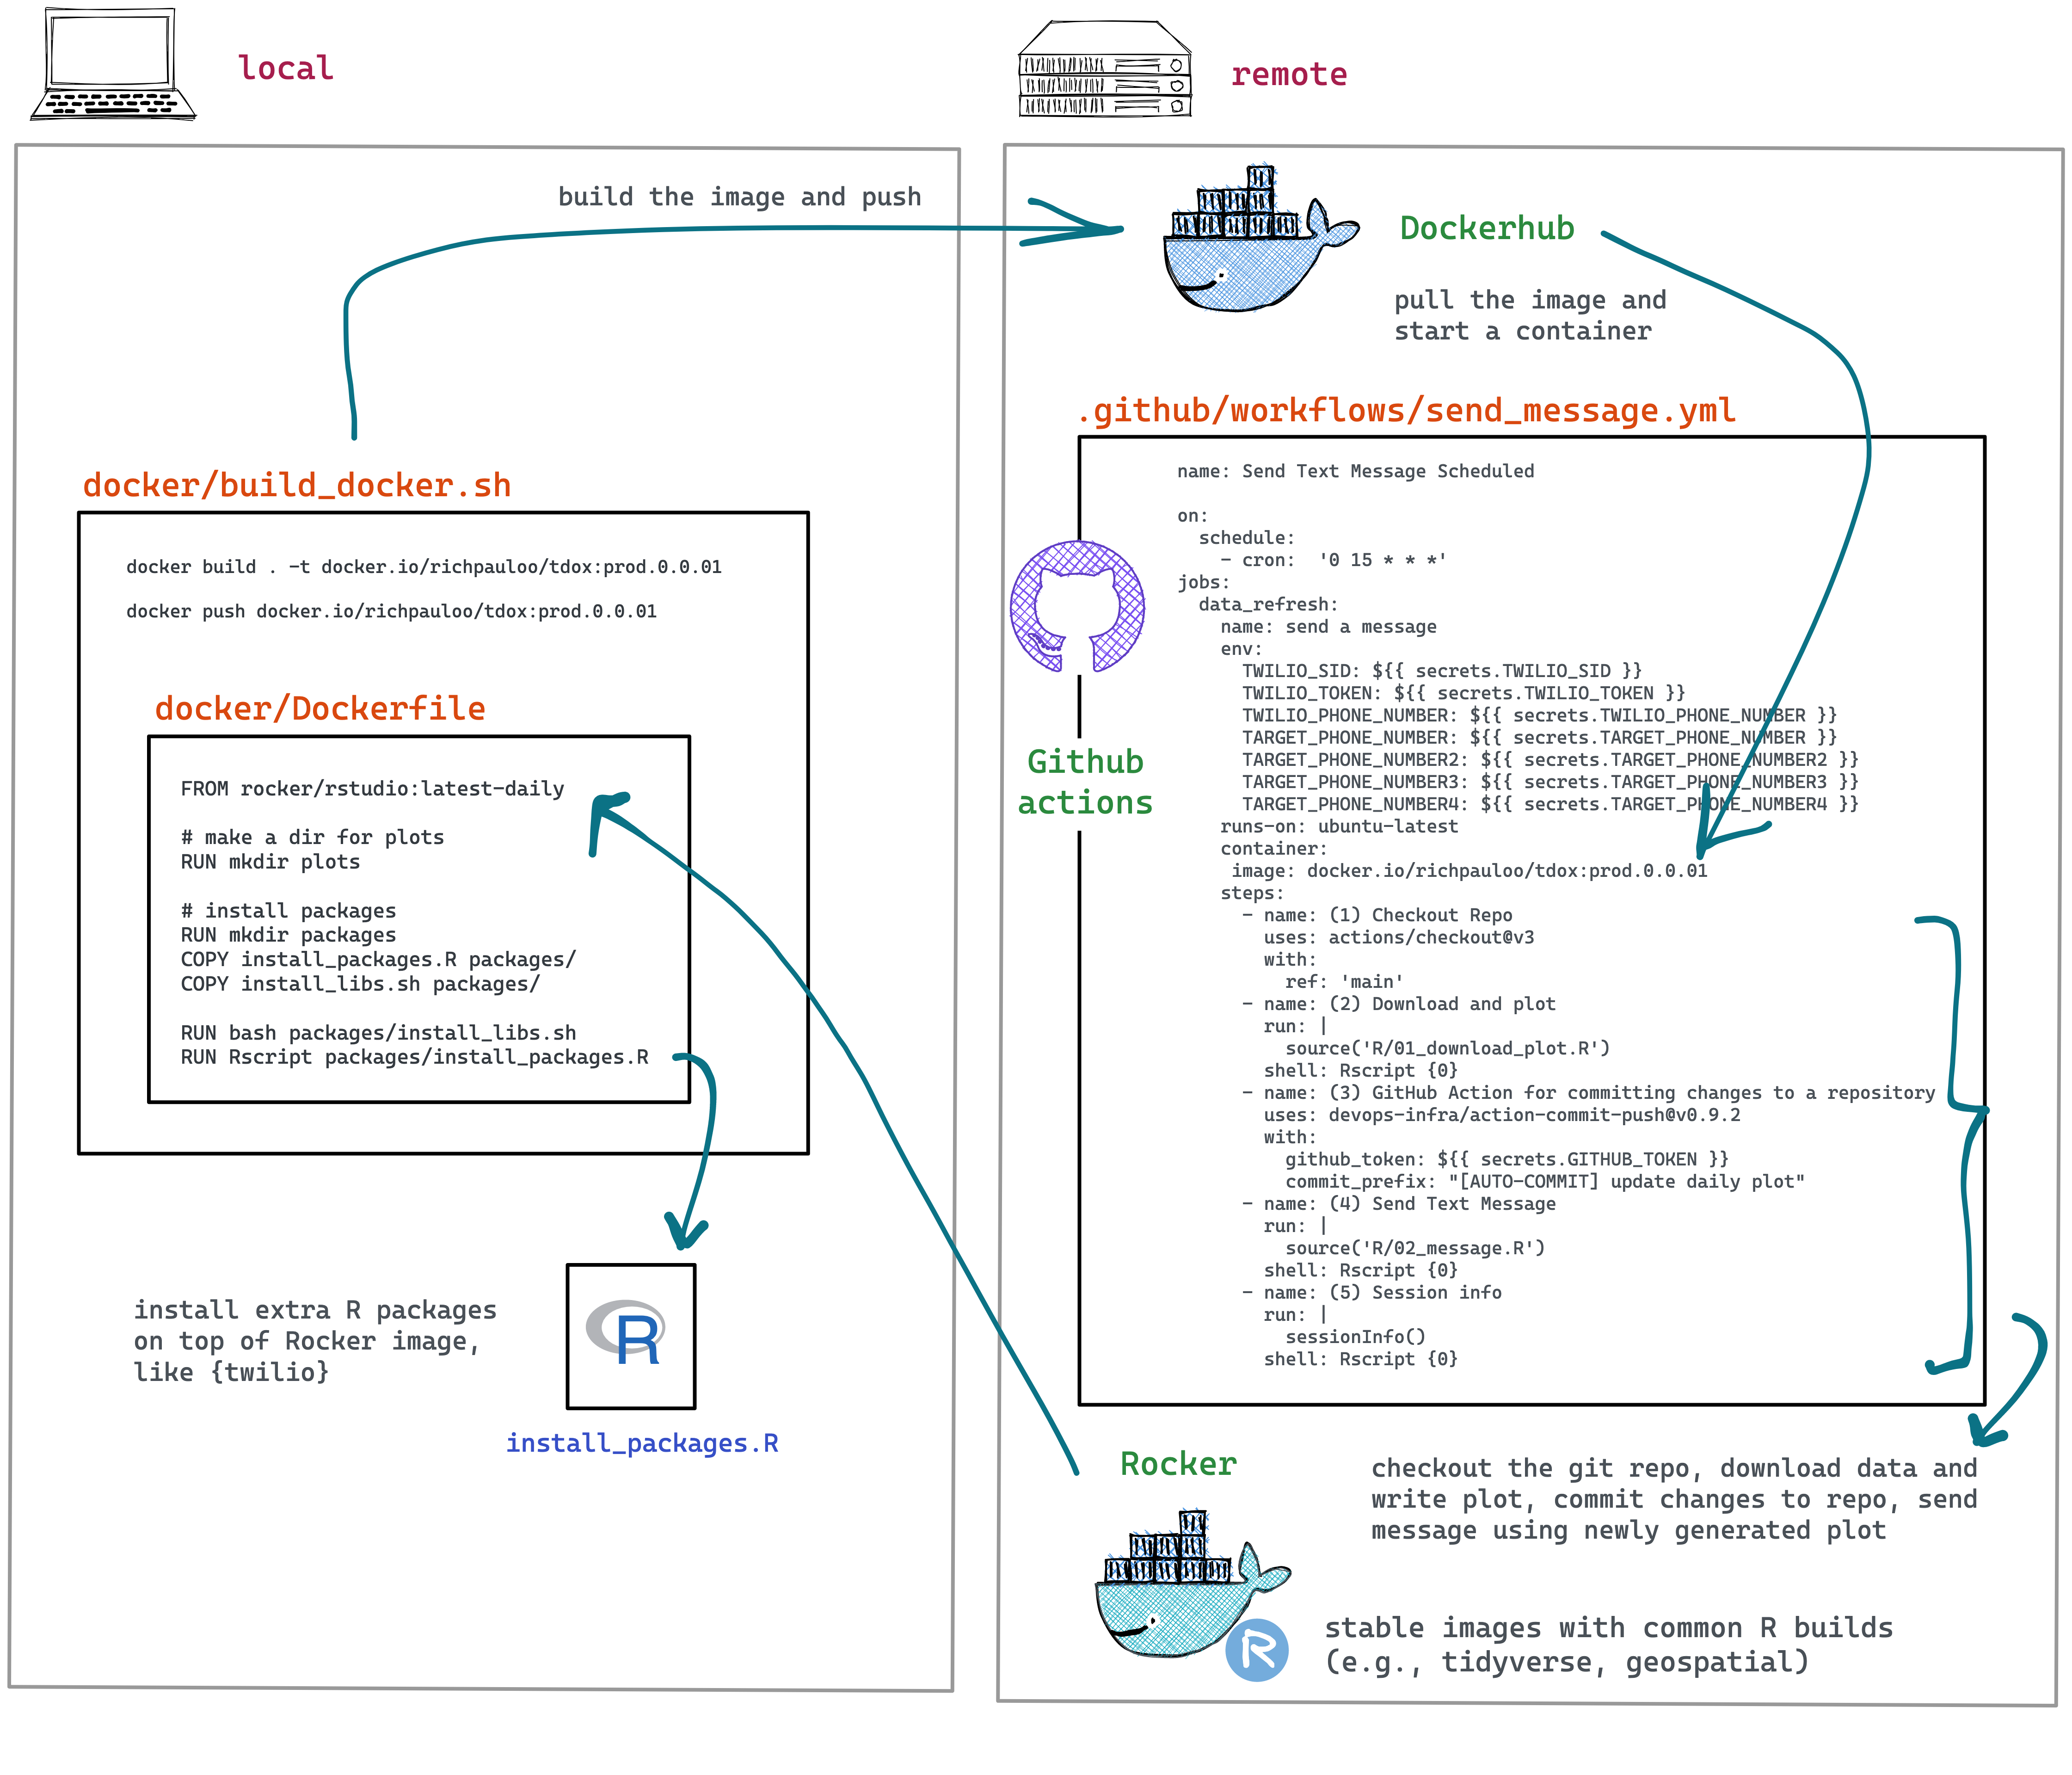 local
build the image and push
docker/build_docker.sh
docker build . -t docker.io/richpauloo/tdox:prod.0.0.01
docker push docker.io/richpauloo/tdox:prod.0.0.01
docker/Dockerfile
FROM rocker/rstudio:latest-daily
# make a dir for plots
RUN mkdir plots
# install packages
RUN mkdir packages
COPY install_packages.R packages/
COPY install_libs.sh packages/
RUN bash packages/install_libs.sh
RUN Rscript packages/install_packages.R
install extra R packages
on top of Rocker image,
like {twilio}
R
install_packages.R
remote
Dockerhub
pull the image and
start a container
.github/workflows/send_message.yml
Github
actions
name: Send Text Message Scheduled
on:
  schedule:
    - cron:  '0 15 * * *'
jobs:
  data_refresh:
    name: send a message
    env:
      TWILIO_SID: ${{ secrets.TWILIO_SID }}
      TWILIO_TOKEN: ${{ secrets.TWILIO_TOKEN }}
      TWILIO_PHONE_NUMBER: ${{ secrets.TWILIO_PHONE_NUMBER }}
      TARGET_PHONE_NUMBER: ${{ secrets.TARGET_PHONE_NUMBER }}
      TARGET_PHONE_NUMBER2: ${{ secrets.TARGET_PHONE_NUMBER2 }}
      TARGET_PHONE_NUMBER3: ${{ secrets.TARGET_PHONE_NUMBER3 }}
      TARGET_PHONE_NUMBER4: ${{ secrets.TARGET_PHONE_NUMBER4 }}
    runs-on: ubuntu-latest
    container:
     image: docker.io/richpauloo/tdox:prod.0.0.01
    steps:
      - name: (1) Checkout Repo
        uses: actions/checkout@v3
        with:
          ref: 'main'
      - name: (2) Download and plot
        run: |
          source('R/01_download_plot.R')
        shell: Rscript {0}
      - name: (3) GitHub Action for committing changes to a repository
        uses: devops-infra/action-commit-push@v0.9.2
        with:
          github_token: ${{ secrets.GITHUB_TOKEN }}
          commit_prefix: "[AUTO-COMMIT] update daily plot"
      - name: (4) Send Text Message
        run: |
          source('R/02_message.R')
        shell: Rscript {0}
      - name: (5) Session info
        run: |
          sessionInfo()
        shell: Rscript {0}
Rocker
checkout the git repo, download data and
write plot, commit changes to repo, send
message using newly generated plot
R
stable images with common R builds
(e.g., tidyverse, geospatial)